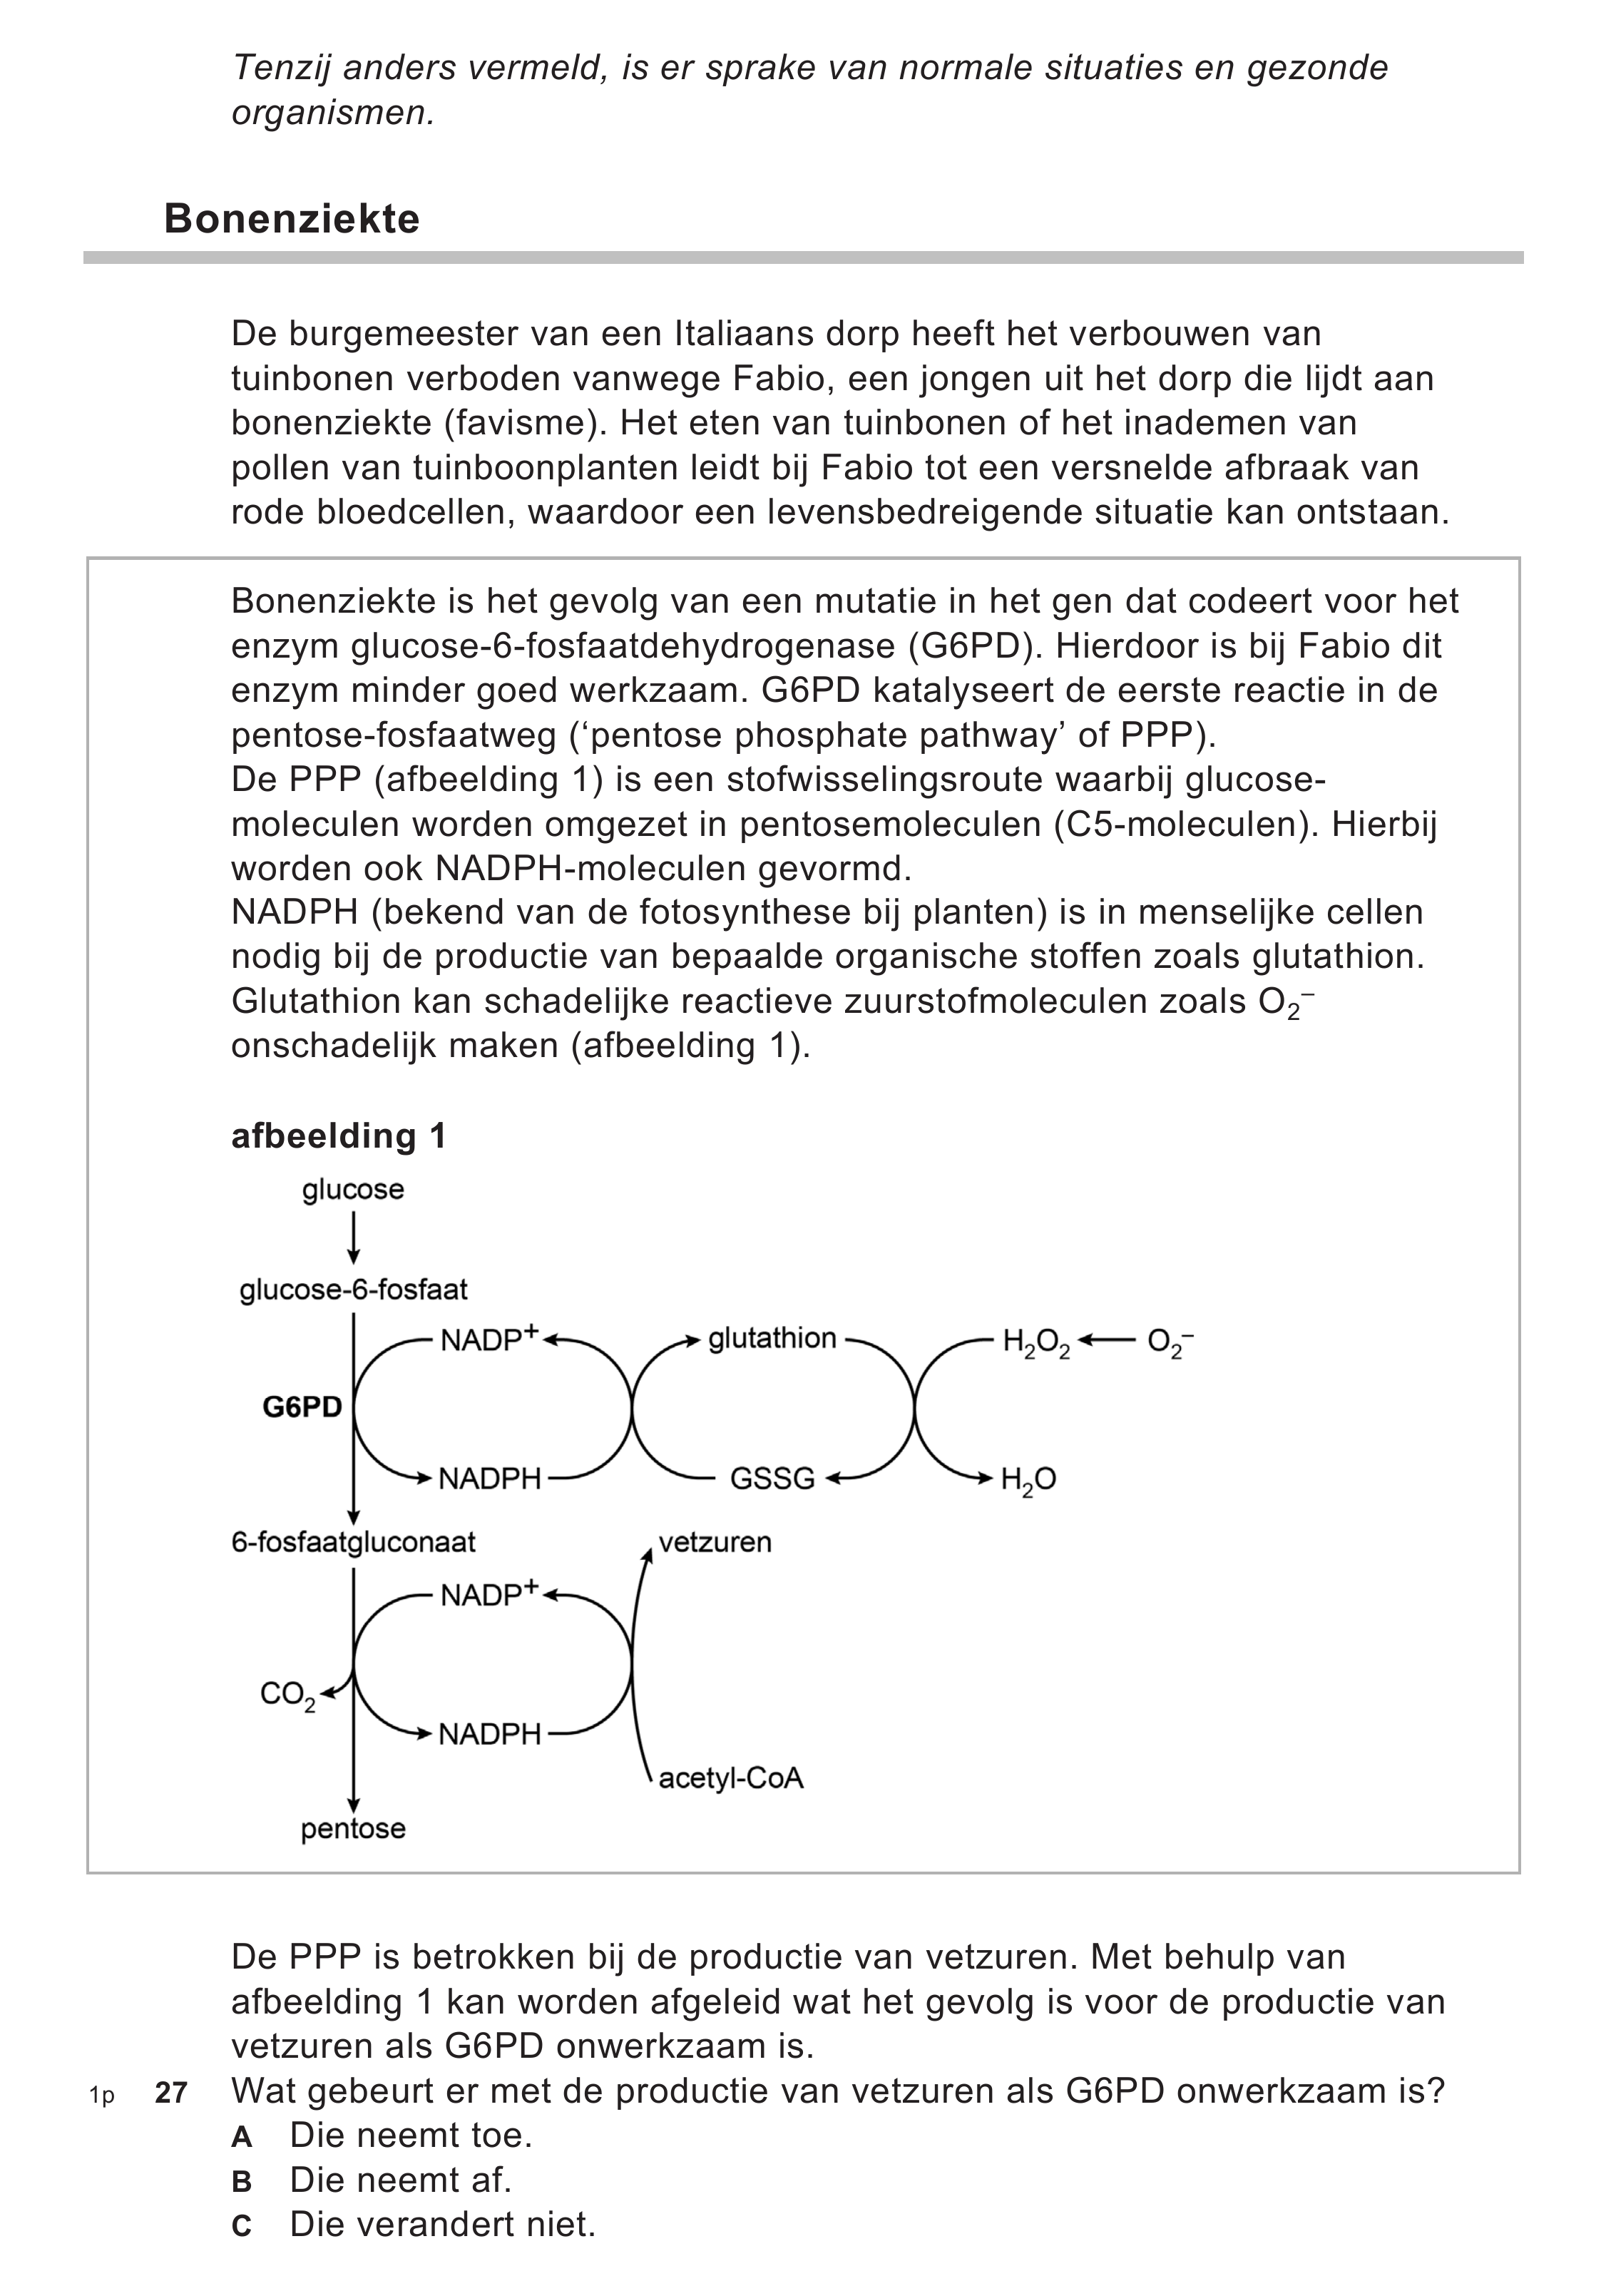 Tenzij anders vermeld, is er sprake van normale situaties en gezonde
organismen.
Bonenziekte
De burgemeester van een Italiaans dorp heeft het verbouwen van
tuinbonen verboden vanwege Fabio, een jongen uit het dorp die lijdt aan
bonenziekte (favisme). Het eten van tuinbonen of het inademen van
pollen van tuinboonplanten leidt bij Fabio tot een versnelde afbraak van
rode bloedcellen, waardoor een levensbedreigende situatie kan ontstaan.
Bonenziekte is het gevolg van een mutatie in het gen dat codeert voor het
enzym glucose-6-fosfaatdehydrogenase (G6PD). Hierdoor is bij Fabio dit
enzym minder goed werkzaam. G6PD katalyseert de eerste reactie in de
pentose-fosfaatweg (‘pentose phosphate pathway’ of PPP).
De PPP (afbeelding 1) is een stofwisselingsroute waarbij glucose-
moleculen worden omgezet in pentosemoleculen (C5-moleculen). Hierbij
worden ook NADPH-moleculen gevormd.
NADPH (bekend van de fotosynthese bij planten) is in menselijke cellen
nodig bij de productie van bepaalde organische stoffen zoals glutathion.
Glutathion kan schadelijke reactieve zuurstofmoleculen zoals O₂⁻
onschadelijk maken (afbeelding 1).
afbeelding 1
glucose
glucose-6-fosfaat
NADP⁺ glutathion H₂O₂ O₂⁻
G6PD
NADPH GSSG H₂O
6-fosfaatgluconaat vetzuren
NADP⁺
CO₂
NADPH
acetyl-CoA
pentose
De PPP is betrokken bij de productie van vetzuren. Met behulp van
afbeelding 1 kan worden afgeleid wat het gevolg is voor de productie van
vetzuren als G6PD onwerkzaam is.
1p 27 Wat gebeurt er met de productie van vetzuren als G6PD onwerkzaam is?
A Die neemt toe.
B Die neemt af.
C Die verandert niet.